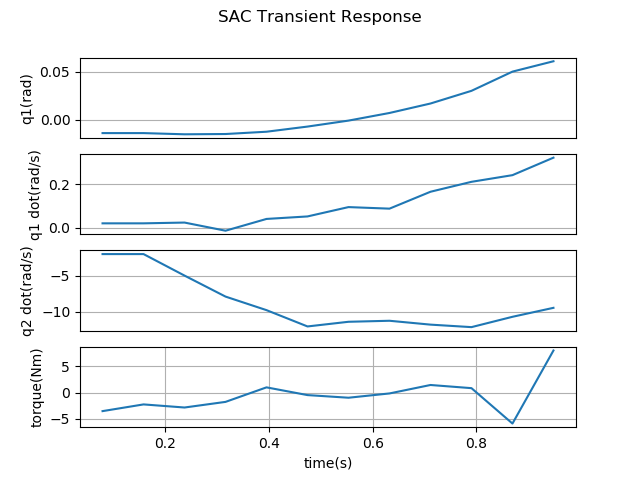 SAC Transient Response
0.05
0.00
q1(rad)
0.2
0.0
q1 dot(rad/s)
−5
−10
q2 dot(rad/s)
5
0
−5
torque(Nm)
0.2 0.4 0.6 0.8
time(s)